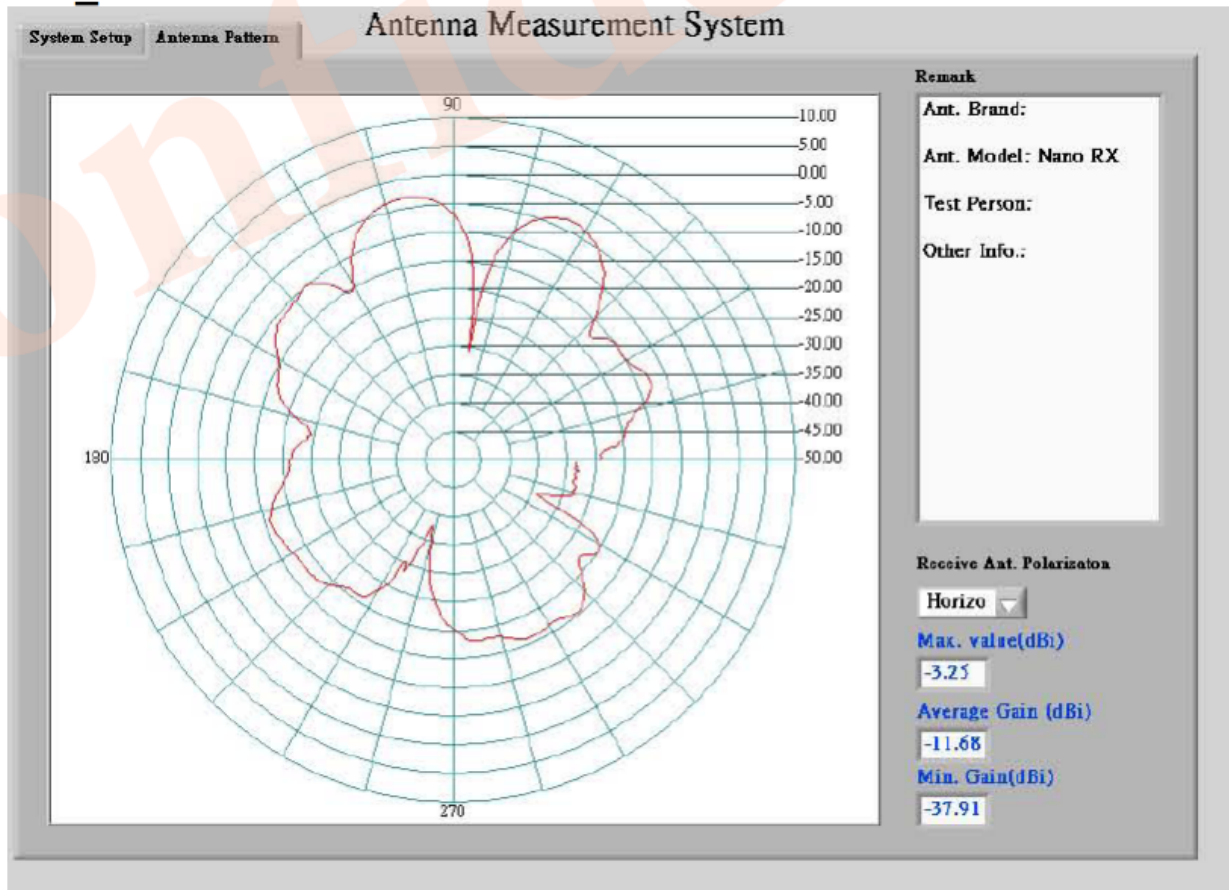 Antenna Measurement System
System Setup
Antenna Pattern
90
10.00
5.00
0.00
-5.00
-10.00
-15.00
-20.00
-25.00
-30.00
-35.00
-40.00
-45.00
-50.00
180
270
Remark
Ant. Brand:
Ant. Model: Nano RX
Test Person:
Other Info.:
Receive Ant. Polarizaton
Horizo
Max. value(dBi)
-3.25
Average Gain (dBi)
-11.68
Min. Gain(dBi)
-37.91